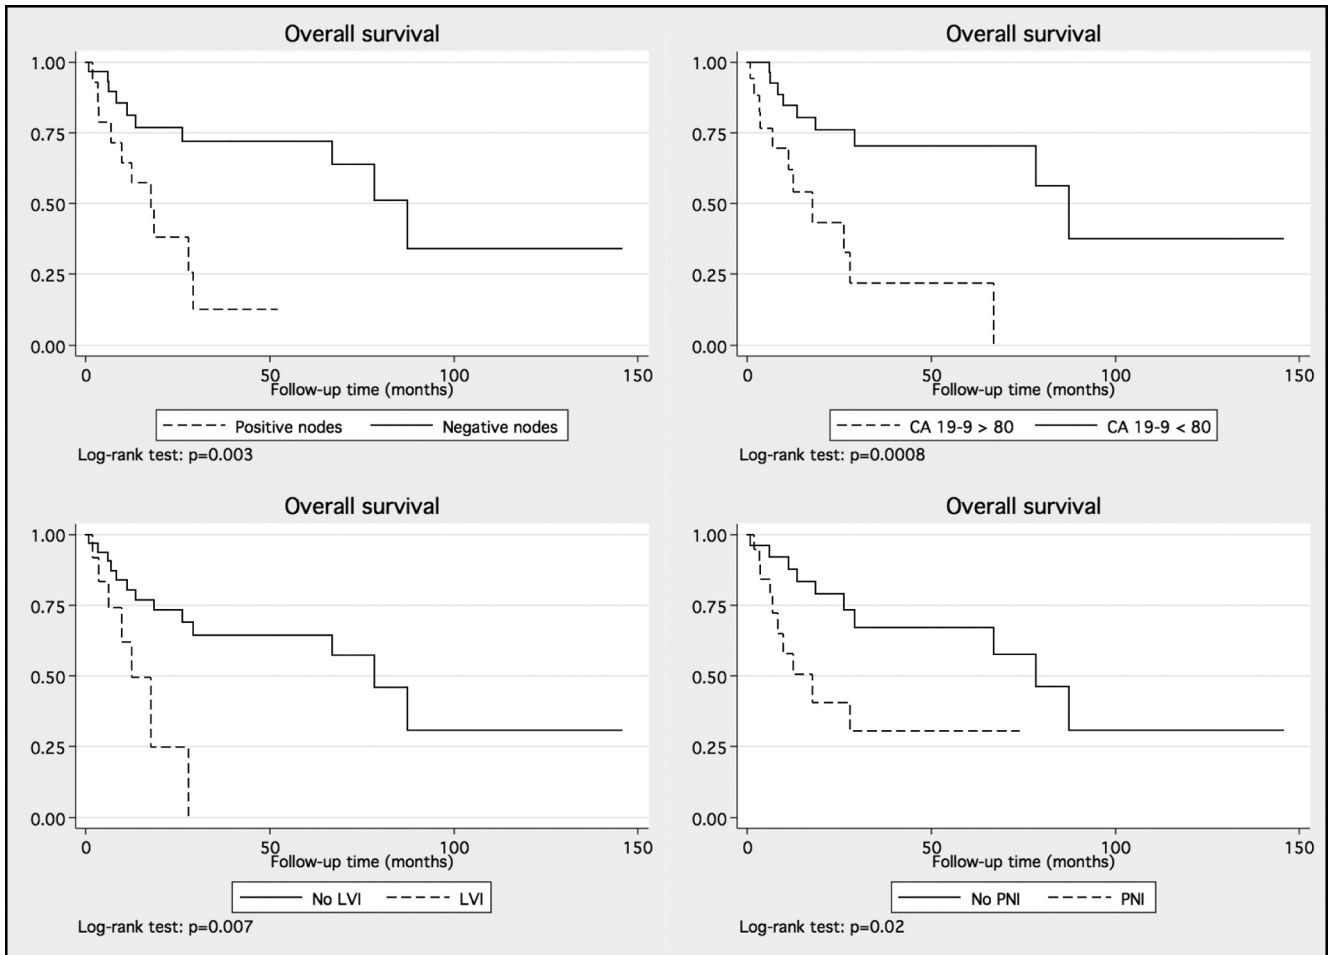 Overall survival
1.00
0.75
0.50
0.25
0.00
0 50 100 150
Follow-up time (months)
Positive nodes Negative nodes
Log-rank test: p=0.003
Overall survival
1.00
0.75
0.50
0.25
0.00
0 50 100 150
Follow-up time (months)
CA 19-9 > 80 CA 19-9 < 80
Log-rank test: p=0.0008
Overall survival
1.00
0.75
0.50
0.25
0.00
0 50 100 150
Follow-up time (months)
No LVI LVI
Log-rank test: p=0.007
Overall survival
1.00
0.75
0.50
0.25
0.00
0 50 100 150
Follow-up time (months)
No PNI PNI
Log-rank test: p=0.02